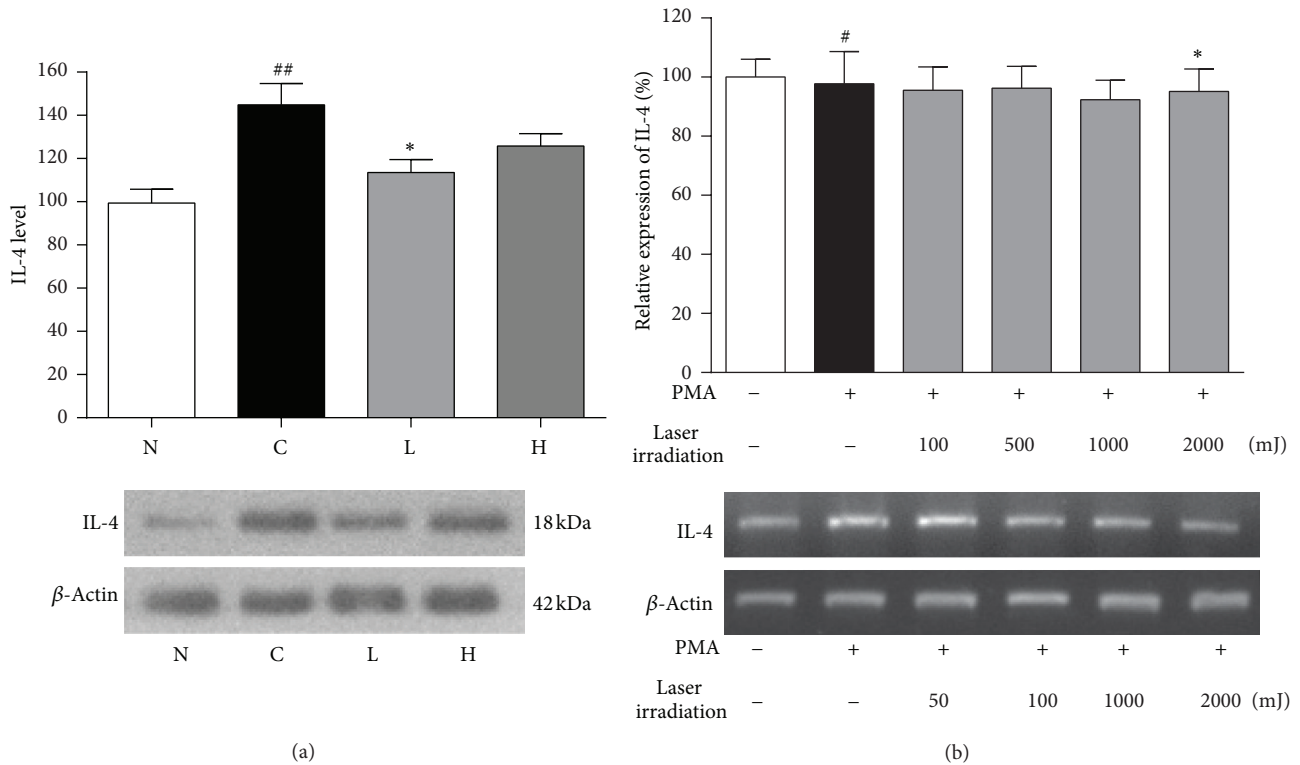 160
140
120
100
80
60
40
20
0
IL-4 level
##
*
N C L H
IL-4 18 kDa
β-Actin 42 kDa
N C L H
(a)
120
100
80
60
40
20
0
Relative expression of IL-4 (%)
#
*
PMA − + + + + +
Laser
irradiation − − 100 500 1000 2000 (mJ)
IL-4
β-Actin
PMA − + + + + +
Laser
irradiation − − 50 100 1000 2000 (mJ)
(b)